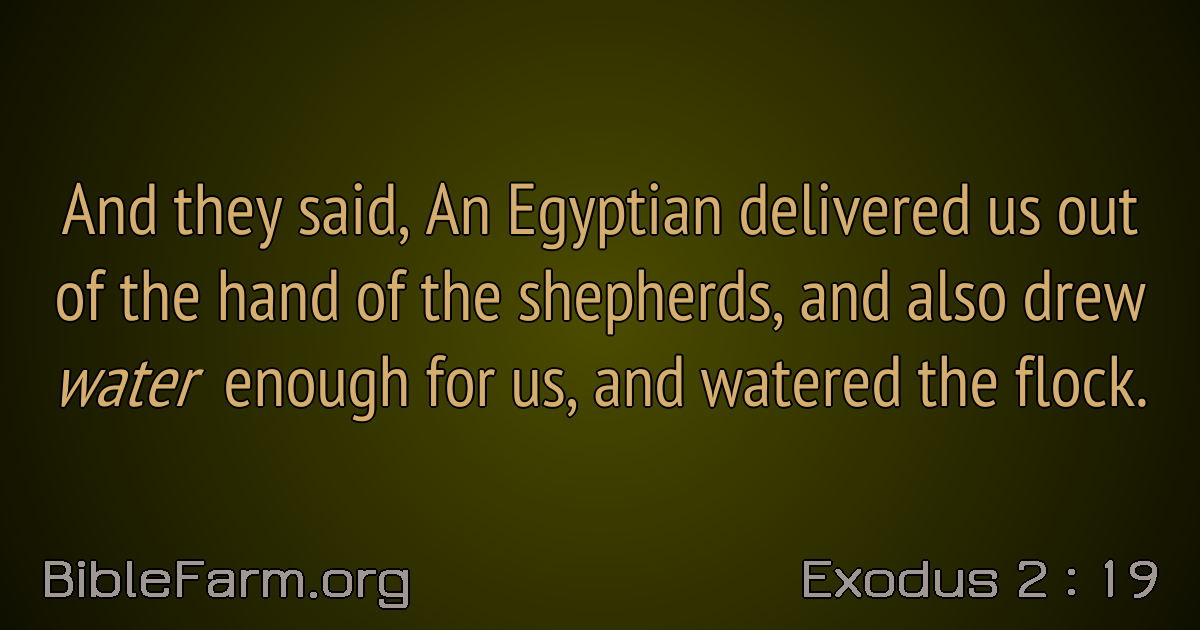 And they said, An Egyptian delivered us out
of the hand of the shepherds, and also drew
water enough for us, and watered the flock.
BibleFarm.org
Exodus 2 : 19